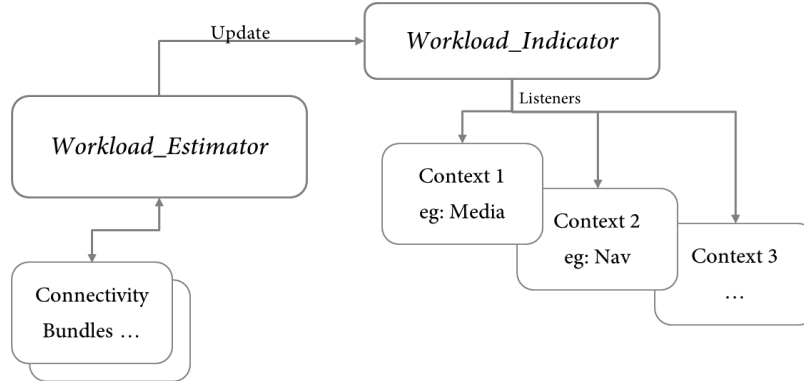 Update
Workload_Indicator
Workload_Estimator
Listeners
Context 1
eg: Media
Context 2
eg: Nav
Context 3
…
Connectivity
Bundles …